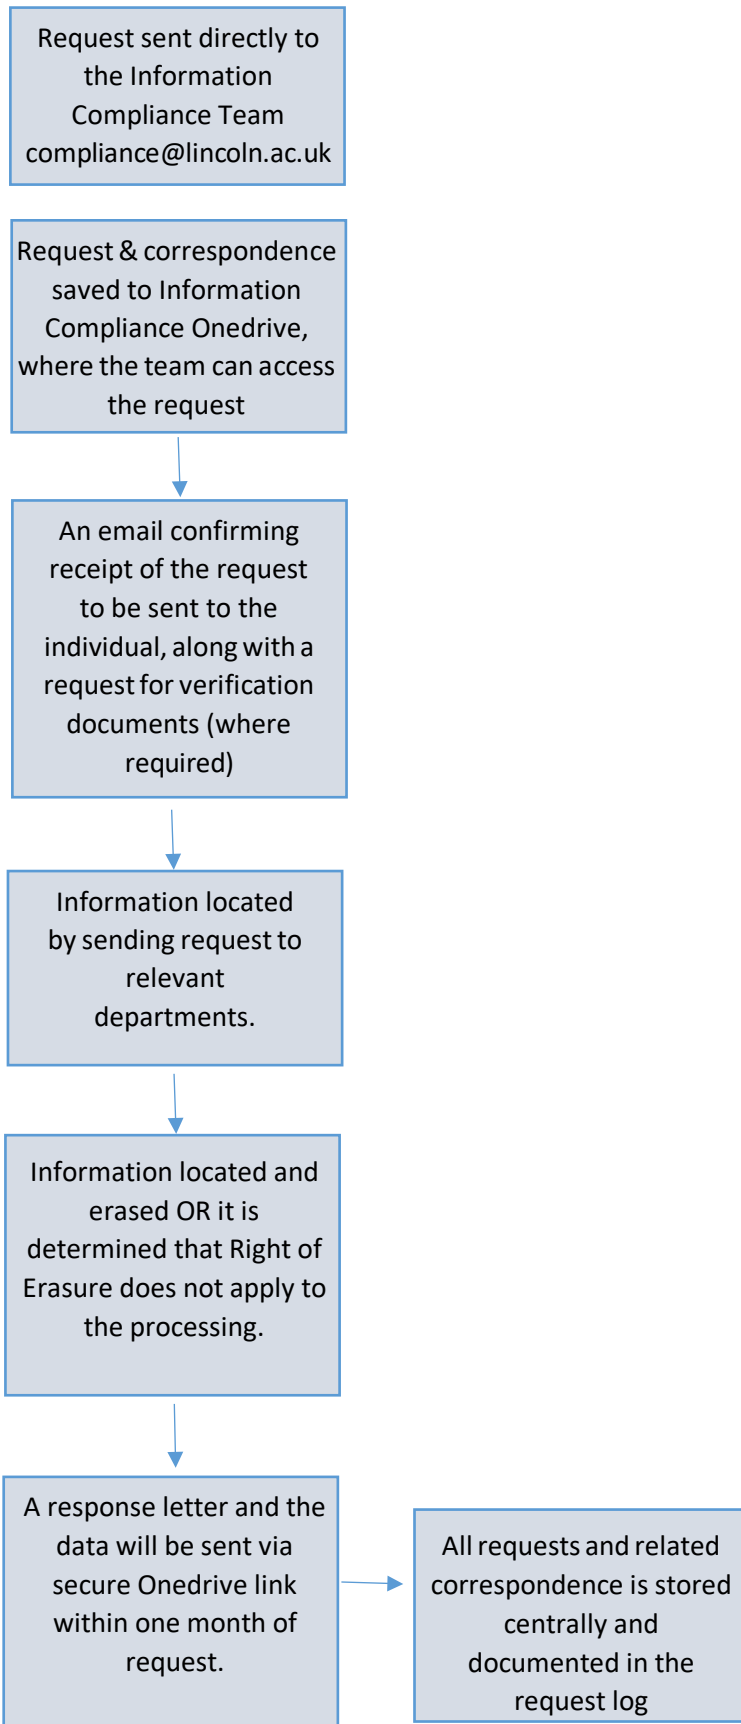 Request sent directly to
the Information
Compliance Team
compliance@lincoln.ac.uk
Request & correspondence
saved to Information
Compliance Onedrive,
where the team can access
the request
An email confirming
receipt of the request
to be sent to the
individual, along with a
request for verification
documents (where
required)
Information located
by sending request to
relevant
departments.
Information located and
erased OR it is
determined that Right of
Erasure does not apply to
the processing.
A response letter and the
data will be sent via
secure Onedrive link
within one month of
request.
All requests and related
correspondence is stored
centrally and
documented in the
request log